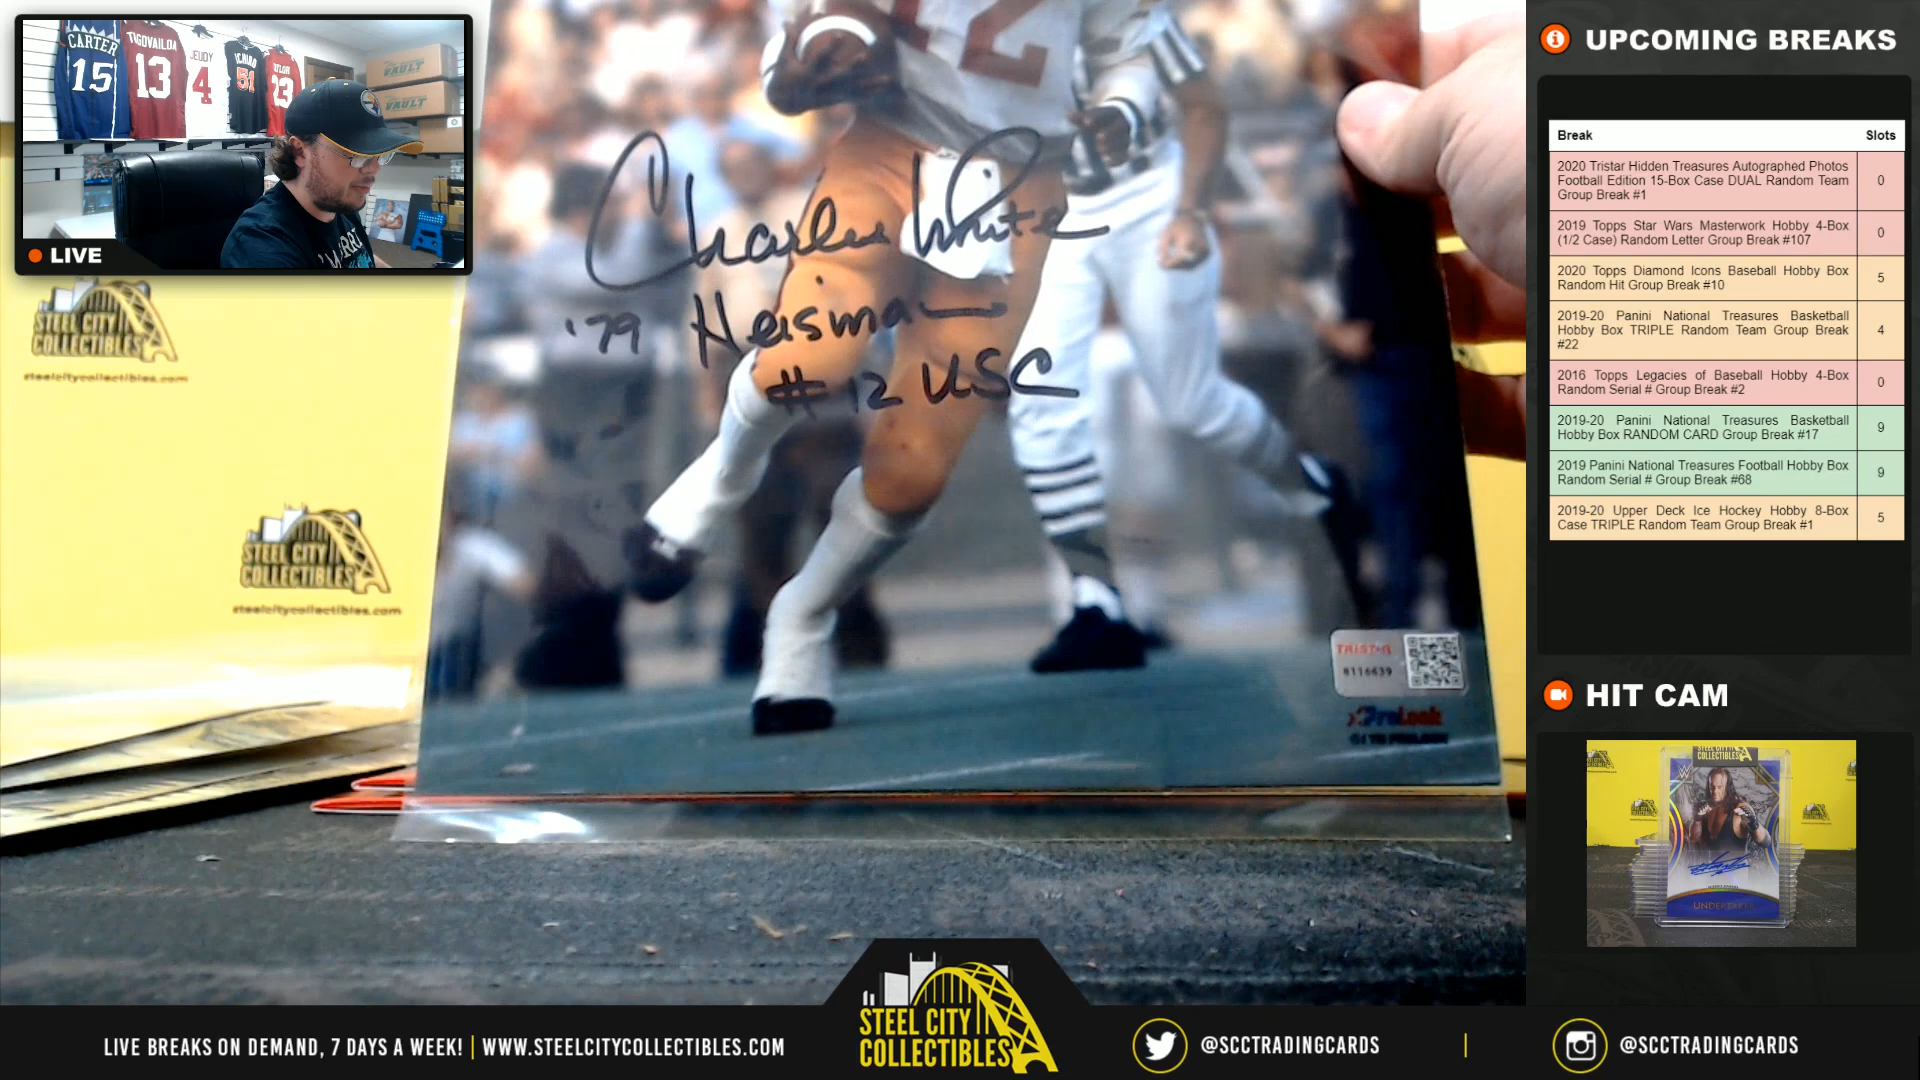 CARTER
15
13
4
51
23
VAULT
VAULT
LIVE
STEEL CITY
COLLECTIBLES
steelcitycollectibles.com
STEEL CITY
COLLECTIBLES
steelcitycollectibles.com
12
Charles White
'79 Heisman
#12 USC
TRISTAR
UPCOMING BREAKS
Break Slots
2020 Tristar Hidden Treasures Autographed Photos
Football Edition 15-Box Case DUAL Random Team
Group Break #1
0
2019 Topps Star Wars Masterwork Hobby 4-Box
(1/2 Case) Random Letter Group Break #107
0
2020 Topps Diamond Icons Baseball Hobby Box
Random Hit Group Break #10
5
2019-20 Panini National Treasures Basketball
Hobby Box TRIPLE Random Team Group Break
#22
4
2016 Topps Legacies of Baseball Hobby 4-Box
Random Serial # Group Break #2
0
2019-20 Panini National Treasures Basketball
Hobby Box RANDOM CARD Group Break #17
9
2019 Panini National Treasures Football Hobby Box
Random Serial # Group Break #68
9
2019-20 Upper Deck Ice Hockey Hobby 8-Box
Case TRIPLE Random Team Group Break #1
5
HIT CAM
STEEL CITY
COLLECTIBLES
UNDERTAKER
LIVE BREAKS ON DEMAND, 7 DAYS A WEEK! | WWW.STEELCITYCOLLECTIBLES.COM
STEEL CITY
COLLECTIBLES
@SCCTRADINGCARDS
@SCCTRADINGCARDS